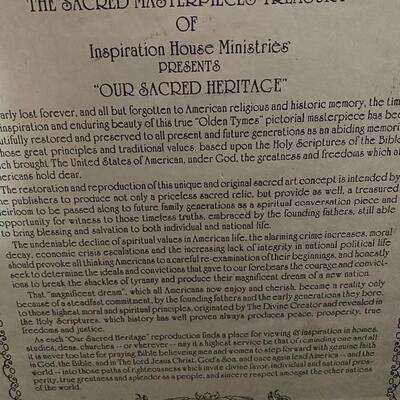 THE SACRED MASTERPIECES TREASURY
OF
Inspiration House Ministries
PRESENTS
"OUR SACRED HERITAGE"
arly lost forever, and all but forgotten to American religious and historic memory, the time
inspiration and enduring beauty of this true "Olden Tymes" pictorial masterpiece has been
utifully restored and preserved to all present and future generations as an abiding memori
hose great principles and traditional values, based upon the Holy Scriptures of the Bible
ch brought The United States of American, under God, the greatness and freedoms which a
ericans hold dear.
The restoration and reproduction of this unique and original sacred art concept is intended by
e publishers to produce not only a priceless sacred relic, but provide as well, a treasured
eirloom to be passed along to future family generations as a spiritual conversation piece and
opportunity for witness to those timeless truths, embraced by the founding fathers, still able
to bring blessing and salvation to both individual and national life.
The undeniable decline of spiritual values in American life, the alarming crime increases, moral
decay, economic crisis escalations and the increasing lack of integrity in national political life
should provoke all thinking Americans to a careful re-examination of their beginnings, and honestly
seek to determine the ideals and convictions that gave to our forebears the courage and convict-
ions to break the shackles of tyranny and produce their magnificent dream of a new nation.
That "magnificent dream", which all Americans now enjoy and cherish, became a reality only
because of a steadfast commitment, by the founding fathers and the early generations they bore,
to those highest moral and spiritual principles, originated by The Divine Creator and revealed in
the Holy Scriptures, which history has well proven always produces peace, prosperity, true
freedoms and justice.
As each "Our Sacred Heritage" reproduction finds a place for viewing & inspiration in homes,
studies, dens, churches -- or wherever -- may it's highest service be that of reminding one and all
it is never too late for praying, Bible believing men and women to step forward with genuine faith
in God, the Bible, and in The Lord Jesus Christ, God's Son, and once again lead America -- and the
world -- into those paths of righteousness which invite divine favor, individual and national pros-
perity, true greatness and splendor as a people, and sincere respect amongst the other nations
of the world.